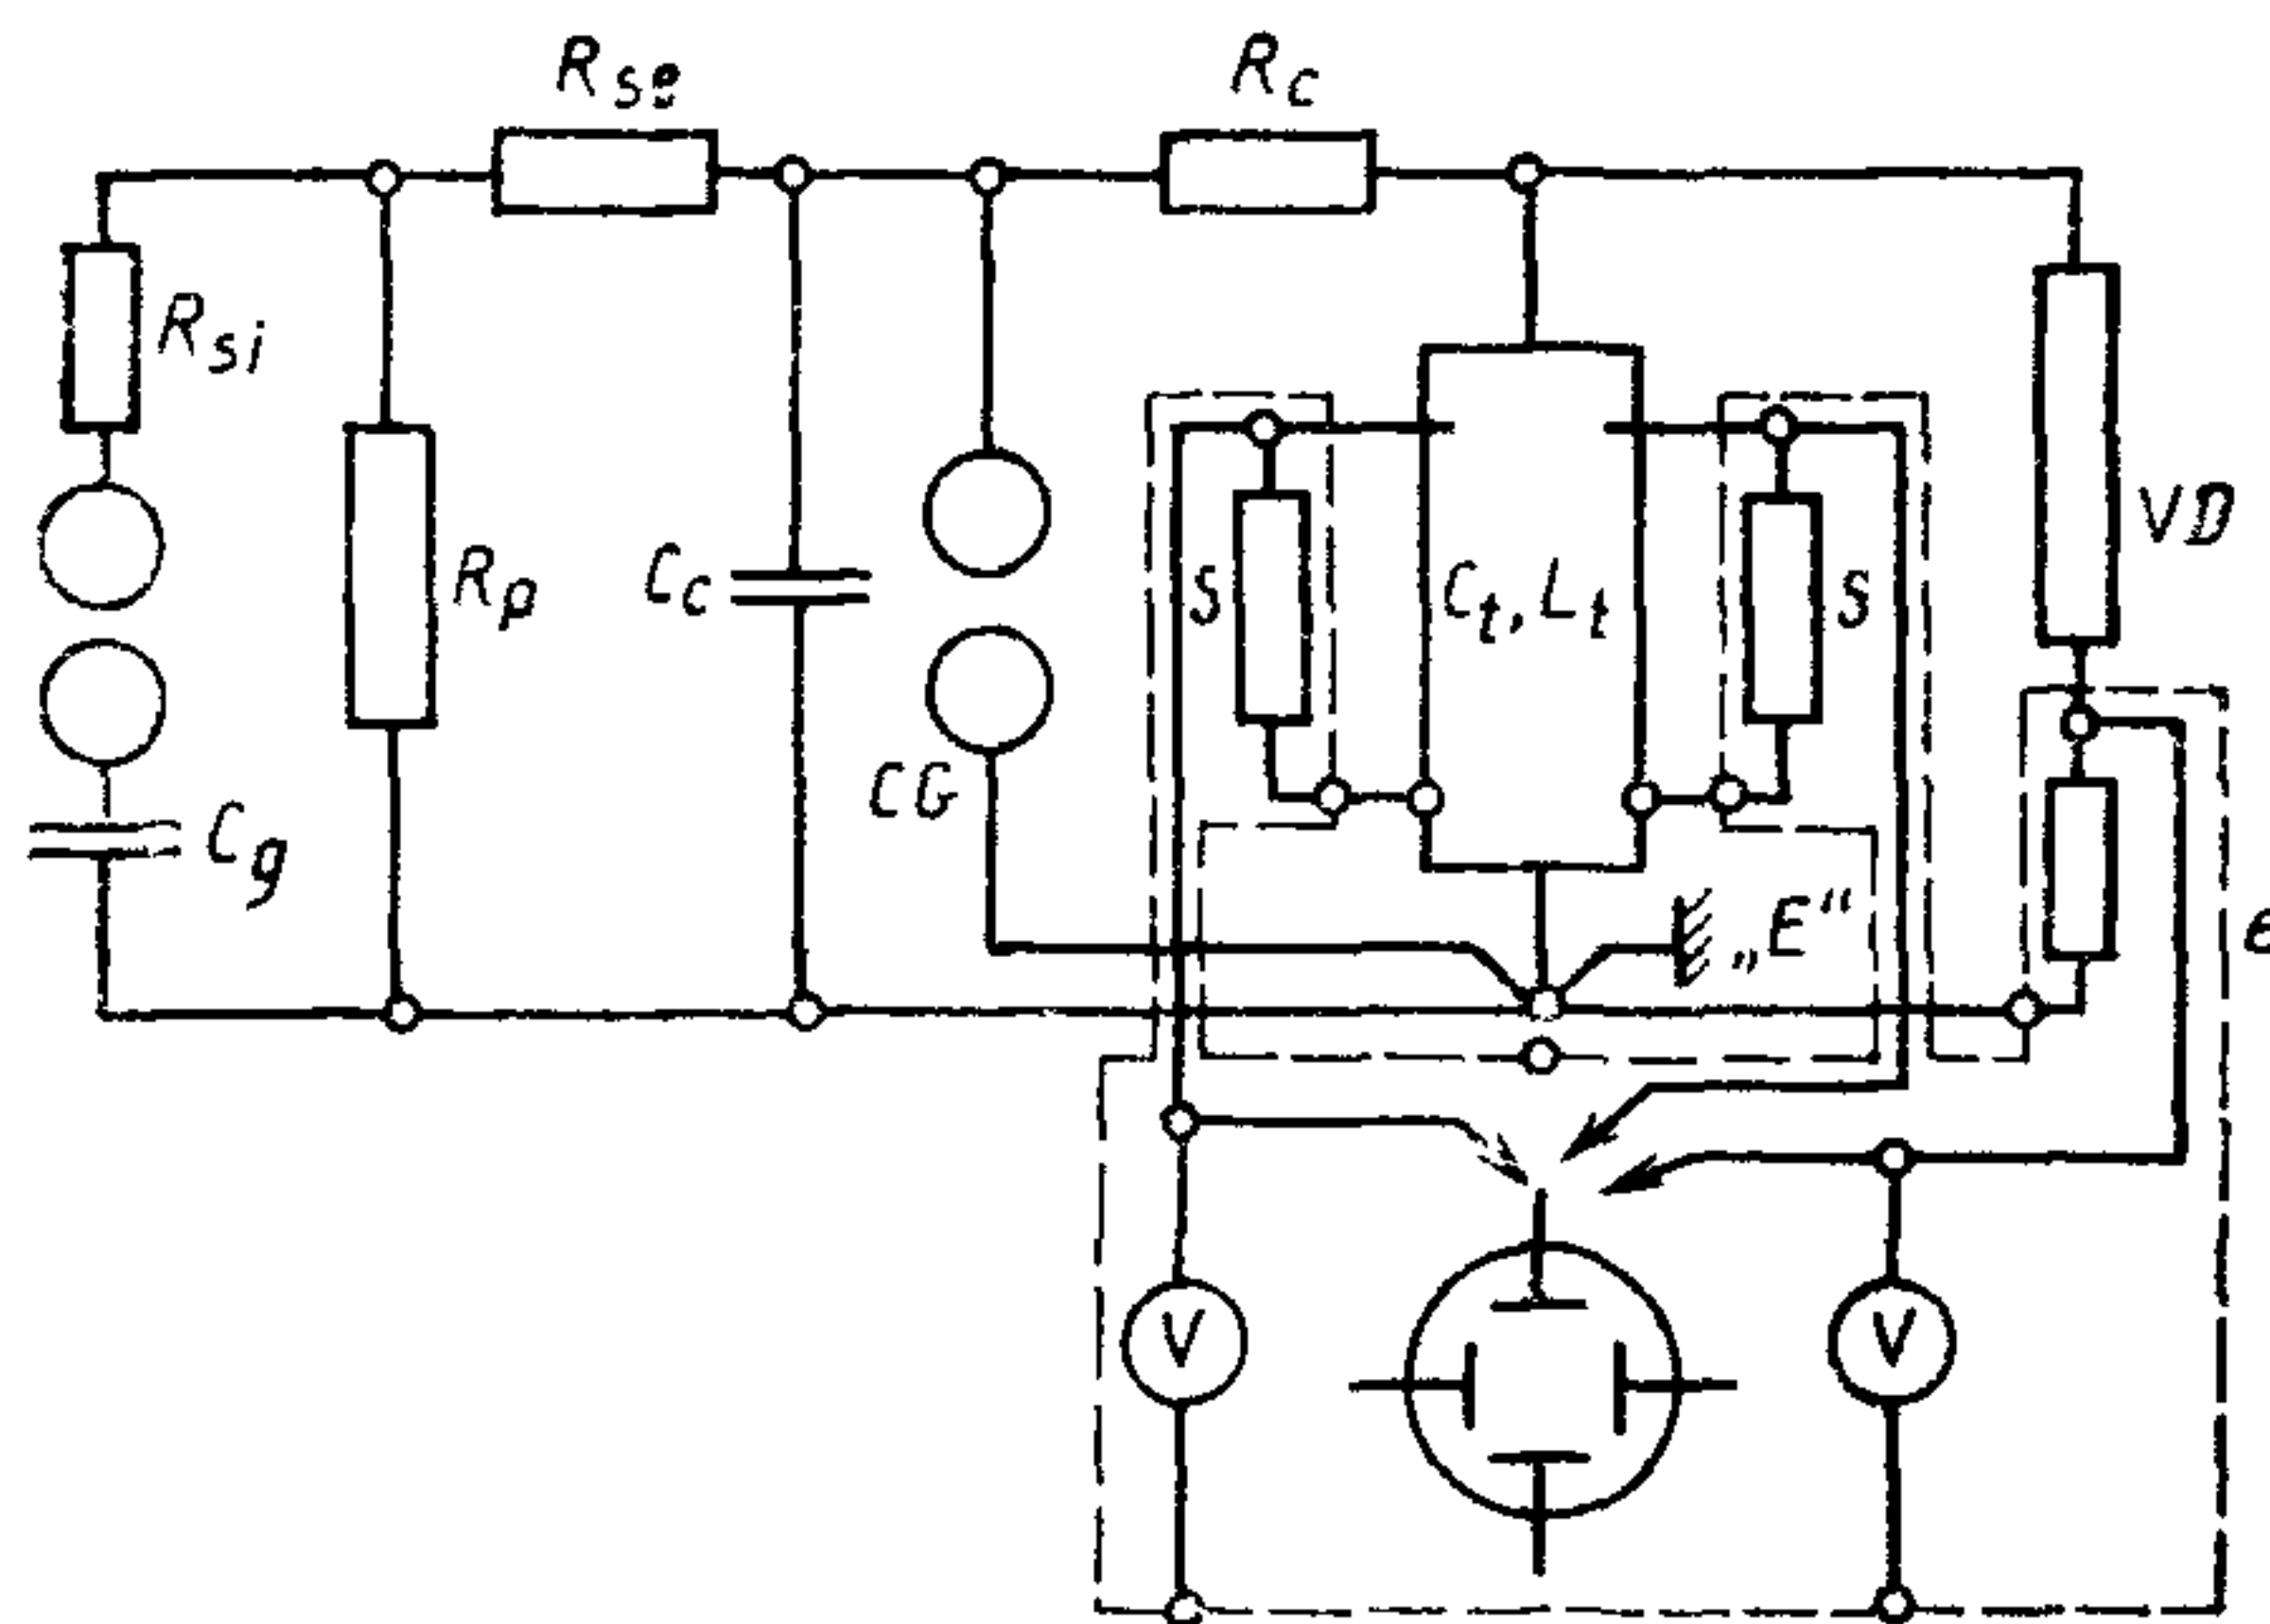 Rse
Rc
Rsi
VD
Rp
Cc
S
Ct, Lt
S
CG
Cg
„E“
V
V